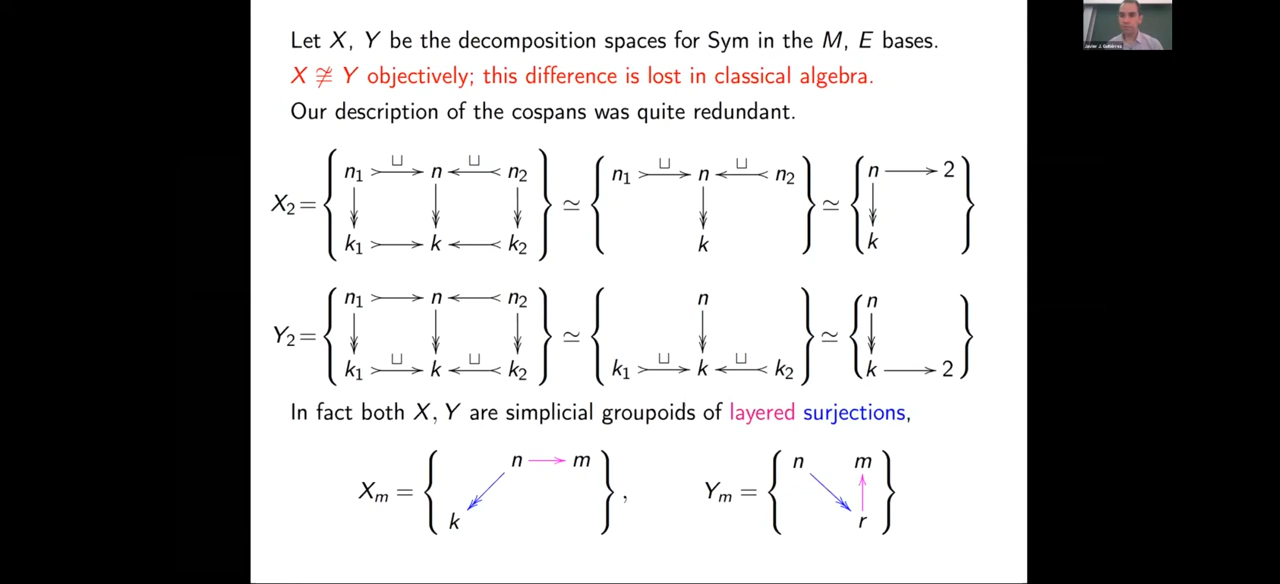 Let X, Y be the decomposition spaces for Sym in the M, E bases.
X ≇ Y objectively; this difference is lost in classical algebra.
Our description of the cospans was quite redundant.
X₂ = { n₁ ⊔ n ⊔ n₂ k₁ k k₂ } ≃ { n₁ ⊔ n ⊔ n₂ k } ≃ { n 2 k }
Y₂ = { n₁ n n₂ k₁ ⊔ k ⊔ k₂ } ≃ { n k₁ ⊔ k ⊔ k₂ } ≃ { n k 2 }
In fact both X, Y are simplicial groupoids of layered surjections,
Xₘ = { n m k } , Yₘ = { n m r }
Javier J. Gutiérrez